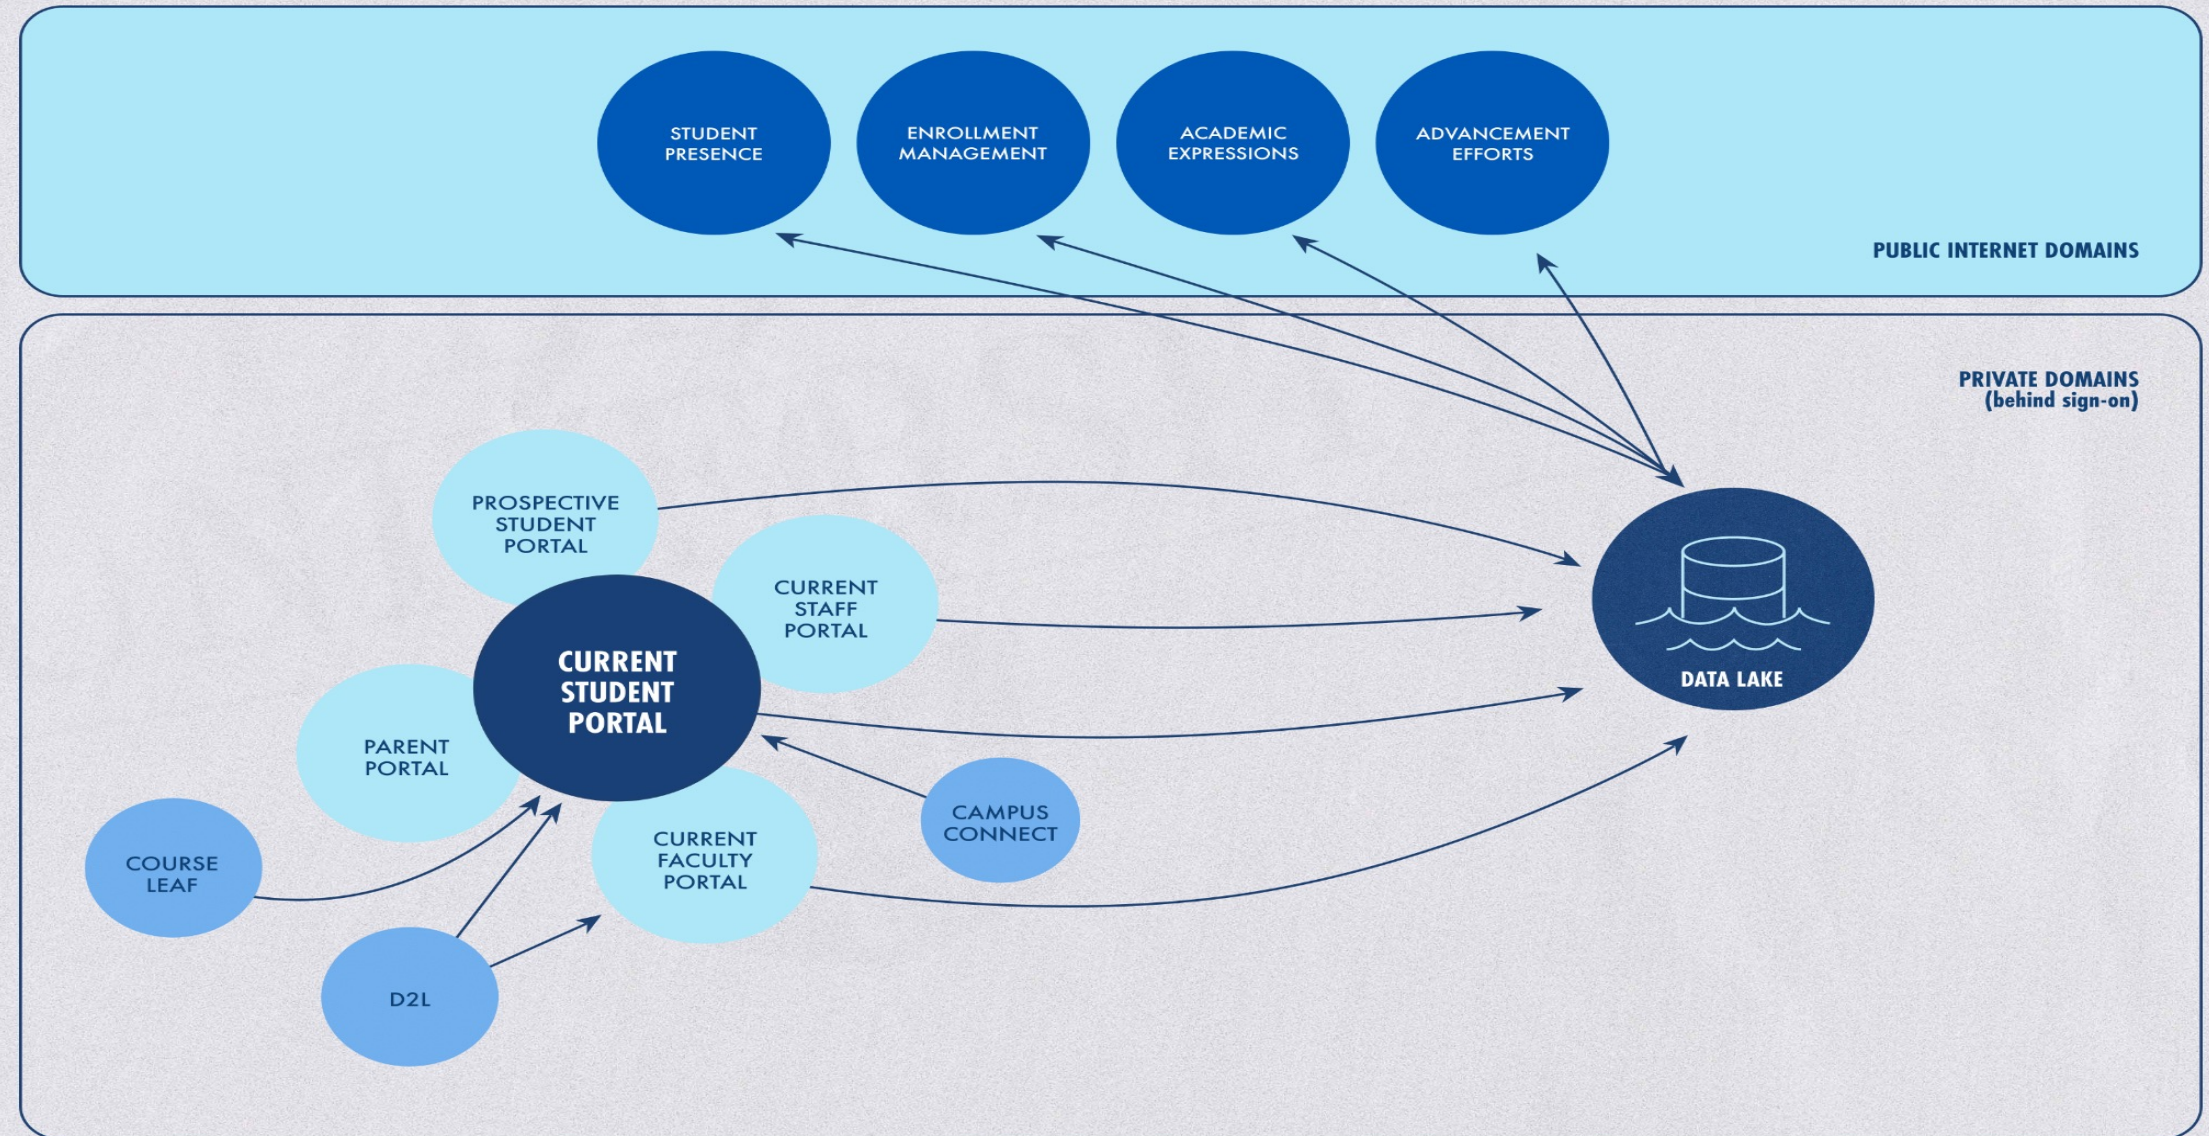 STUDENT
PRESENCE
ENROLLMENT
MANAGEMENT
ACADEMIC
EXPRESSIONS
ADVANCEMENT
EFFORTS
PUBLIC INTERNET DOMAINS
PRIVATE DOMAINS
(behind sign-on)
PROSPECTIVE
STUDENT
PORTAL
CURRENT
STAFF
PORTAL
CURRENT
STUDENT
PORTAL
DATA LAKE
PARENT
PORTAL
CAMPUS
CONNECT
CURRENT
FACULTY
PORTAL
COURSE
LEAF
D2L